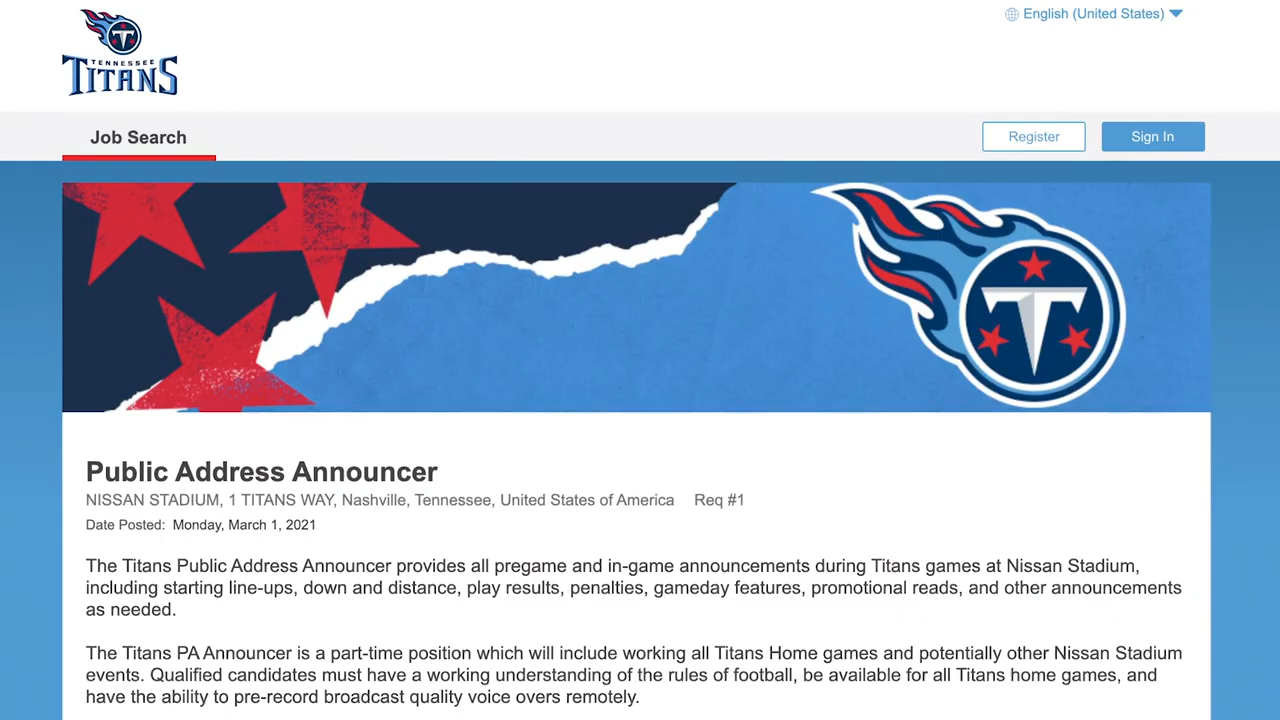 English (United States)
TENNESSEE
TITANS
Job Search
Register
Sign In
T
Public Address Announcer
NISSAN STADIUM, 1 TITANS WAY, Nashville, Tennessee, United States of America Req #1
Date Posted: Monday, March 1, 2021
The Titans Public Address Announcer provides all pregame and in-game announcements during Titans games at Nissan Stadium,
including starting line-ups, down and distance, play results, penalties, gameday features, promotional reads, and other announcements
as needed.
The Titans PA Announcer is a part-time position which will include working all Titans Home games and potentially other Nissan Stadium
events. Qualified candidates must have a working understanding of the rules of football, be available for all Titans home games, and
have the ability to pre-record broadcast quality voice overs remotely.